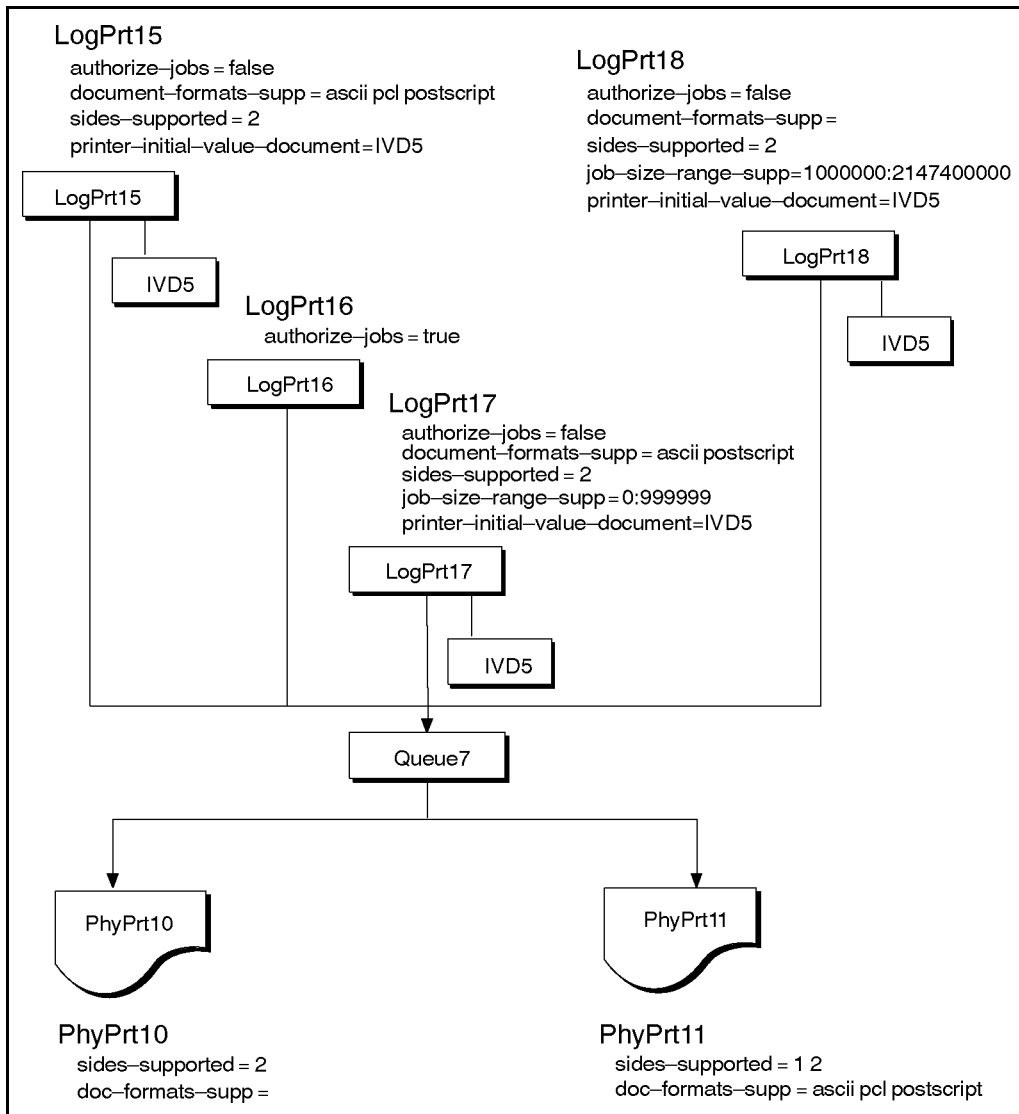 LogPrt15
authorize–jobs = false
document–formats–supp = ascii pcl postscript
sides–supported = 2
printer–initial–value–document=IVD5
LogPrt15
IVD5
LogPrt18
authorize–jobs = false
document–formats–supp =
sides–supported = 2
job–size–range–supp=1000000:2147400000
printer–initial–value–document=IVD5
LogPrt18
IVD5
LogPrt16
authorize–jobs = true
LogPrt16
LogPrt17
authorize–jobs = false
document–formats–supp = ascii postscript
sides–supported = 2
job–size–range–supp=0:999999
printer–initial–value–document=IVD5
LogPrt17
IVD5
Queue7
PhyPrt10
PhyPrt11
PhyPrt10
sides–supported = 2
doc–formats–supp =
PhyPrt11
sides–supported = 1 2
doc–formats–supp = ascii pcl postscript